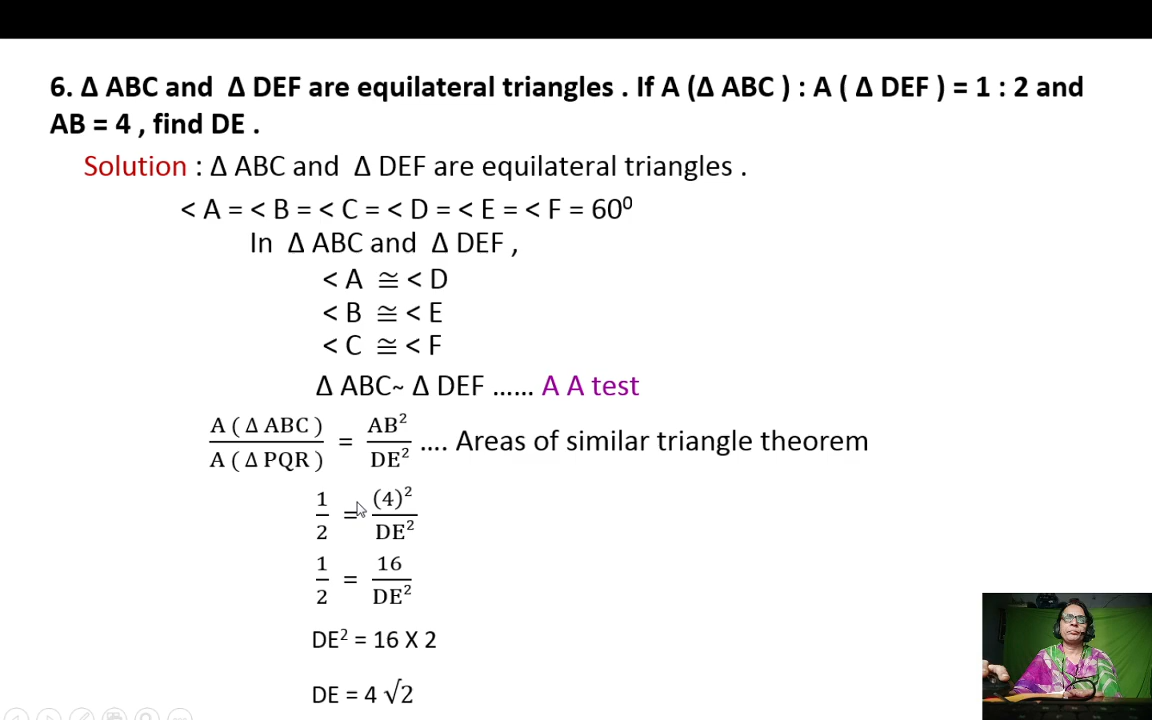 6. Δ ABC and Δ DEF are equilateral triangles . If A (Δ ABC ) : A ( Δ DEF ) = 1 : 2 and
AB = 4 , find DE .
Solution : Δ ABC and Δ DEF are equilateral triangles .
< A = < B = < C = < D = < E = < F = 60⁰
In Δ ABC and Δ DEF ,
< A ≅ < D
< B ≅ < E
< C ≅ < F
Δ ABC~ Δ DEF ...... A A test
A ( Δ ABC ) / A ( Δ PQR ) = AB² / DE² .... Areas of similar triangle theorem
1 / 2 = (4)² / DE²
1 / 2 = 16 / DE²
DE² = 16 X 2
DE = 4 √2